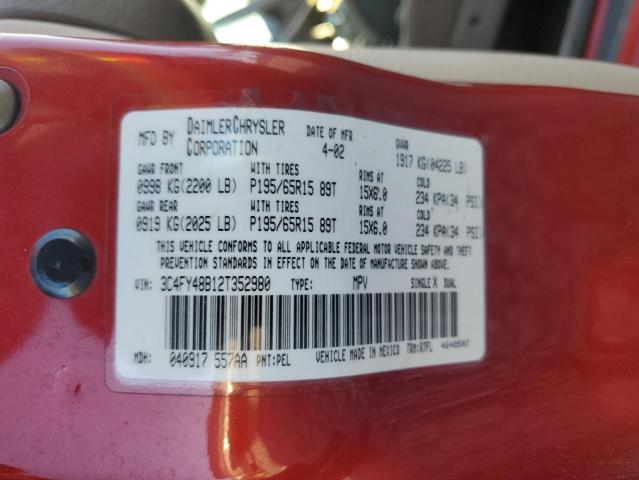 MFD BY DAIMLERCHRYSLER CORPORATION DATE OF MFR 4-02 GVWR 1917 KG(04225 LB)
GAWR FRONT WITH TIRES RIMS AT COLD
0998 KG(2200 LB) P195/65R15 89T 15X6.0 234 KPA(34 PSI)
GAWR REAR WITH TIRES RIMS AT COLD
0919 KG(2025 LB) P195/65R15 89T 15X6.0 234 KPA(34 PSI)
THIS VEHICLE CONFORMS TO ALL APPLICABLE FEDERAL MOTOR VEHICLE SAFETY AND THEFT
PREVENTION STANDARDS IN EFFECT ON THE DATE OF MANUFACTURE SHOWN ABOVE.
VIN: 3C4FY48B12T352980 TYPE: MPV SINGLE X DUAL
MDH: 040917 557AA PNT:PEL VEHICLE MADE IN MEXICO TRM: